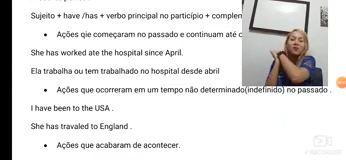 Sujeito + have /has + verbo principal no particípio + complem
• Ações qie começaram no passado e continuam até o
She has worked ate the hospital since April.
Ela trabalha ou tem trabalhado no hospital desde abril
• Ações que ocorreram em um tempo não determinado(indefinido) no passado .
I have been to the USA .
She has traveled to England .
• Ações que acabaram de acontecer.